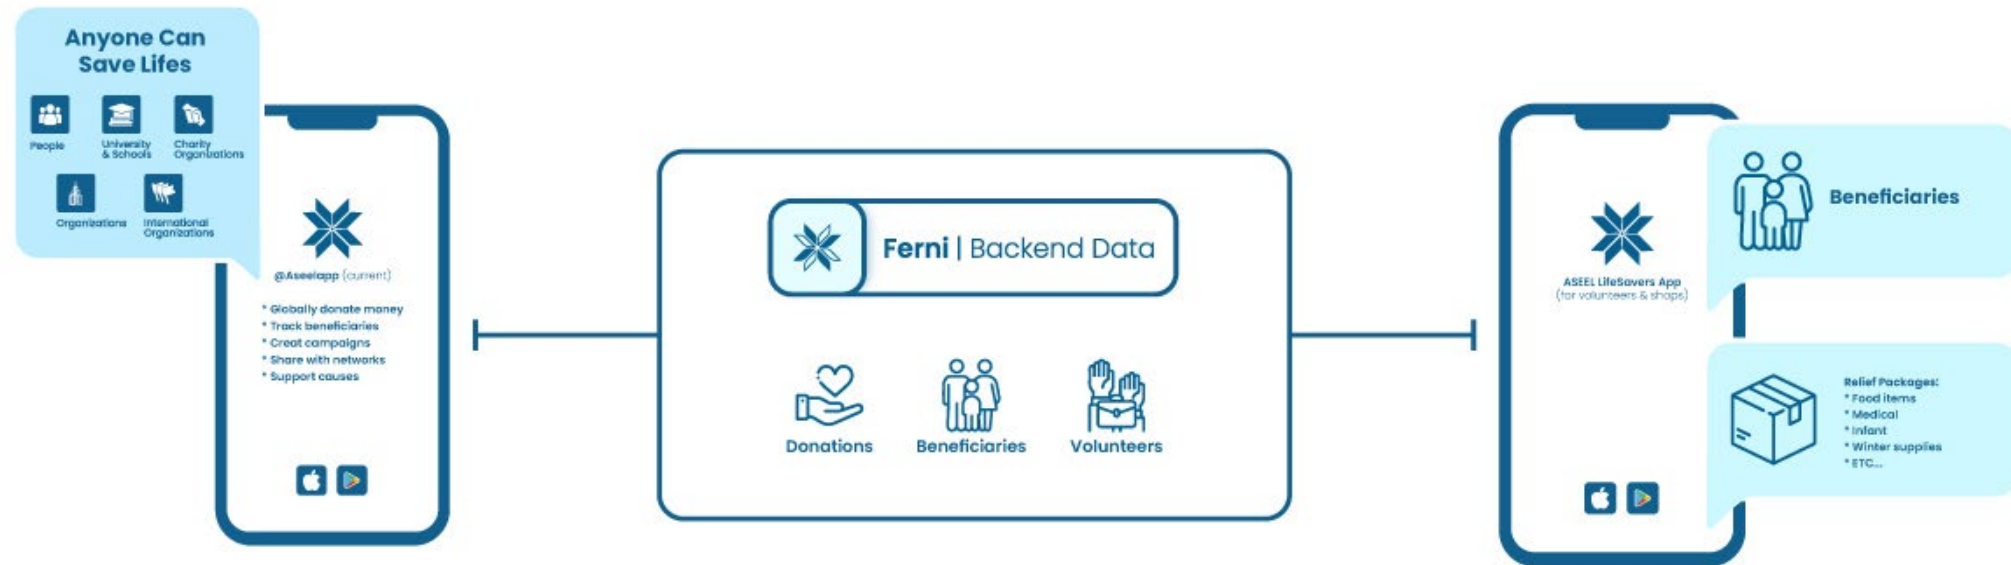 Anyone Can
Save Lifes
People
University
& Schools
Charity
Organizations
Organizations
International
Organizations
@Aseelapp (current)
* Globally donate money
* Track beneficiaries
* Creat campaigns
* Share with networks
* Support causes
Ferni | Backend Data
Donations
Beneficiaries
Volunteers
ASEEL LifeSavers App
(for volunteers & shops)
Beneficiaries
Relief Packages:
* Food items
* Medical
* Infant
* Winter supplies
* ETC...